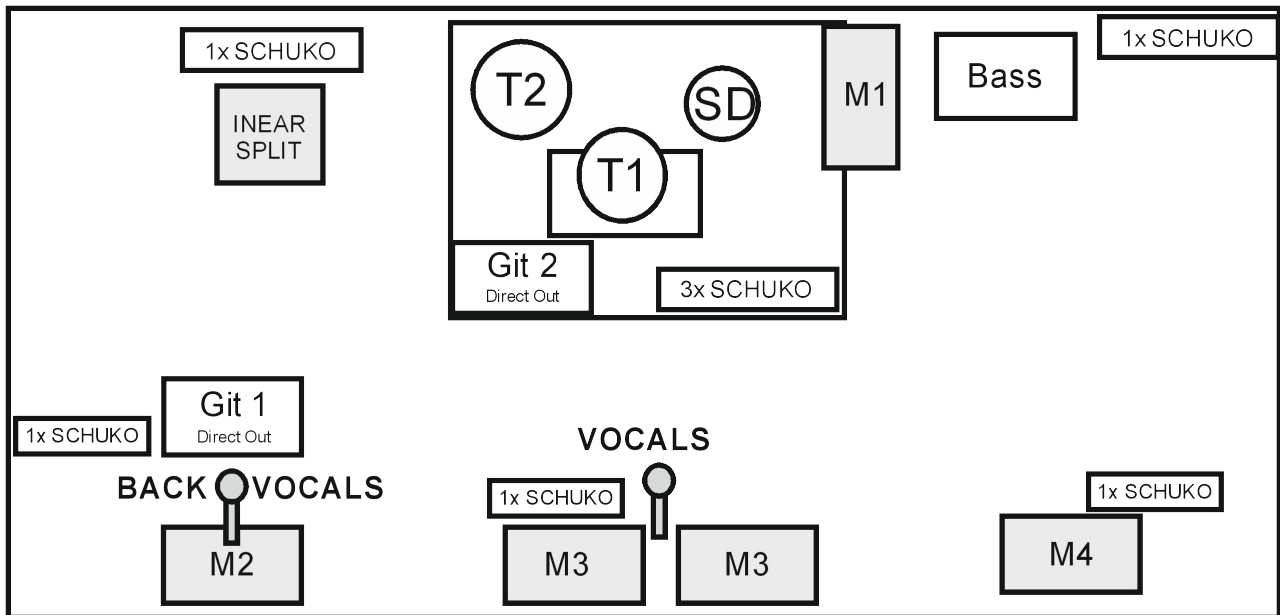 1x SCHUKO
1x SCHUKO
T2
SD
M1
Bass
INEAR
SPLIT
T1
Git 2
Direct Out
3x SCHUKO
Git 1
Direct Out
1x SCHUKO
VOCALS
BACK VOCALS
1x SCHUKO
1x SCHUKO
M2
M3
M3
M4